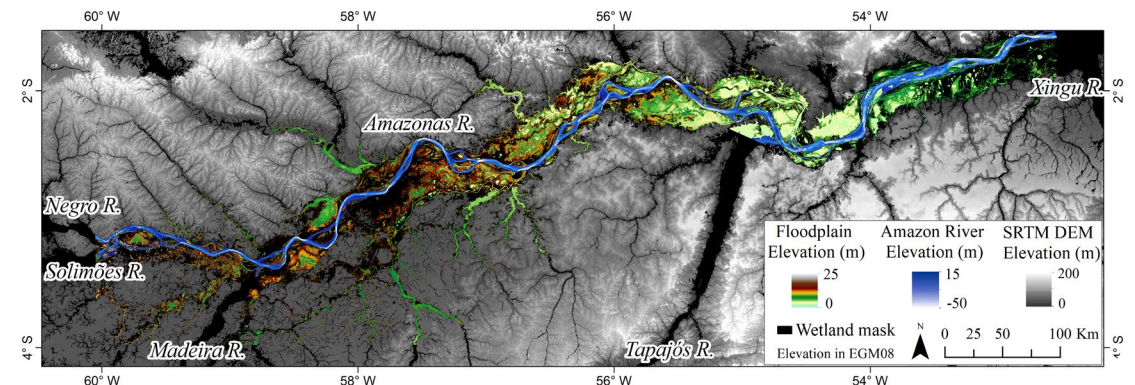 60° W 58° W 56° W 54° W
2° S
2° S
Xingu R.
Amazonas R.
Negro R.
Solimões R.
Madeira R.
Tapajós R.
Floodplain Elevation (m)
25
0
Amazon River Elevation (m)
15
-50
SRTM DEM Elevation (m)
200
0
Wetland mask
Elevation in EGM08
N
0 25 50 100 Km
4° S
4° S
60° W 58° W 56° W 54° W